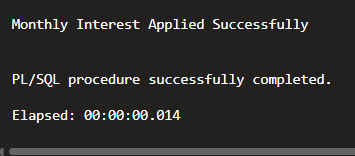 Monthly Interest Applied Successfully
PL/SQL procedure successfully completed.
Elapsed: 00:00:00.014